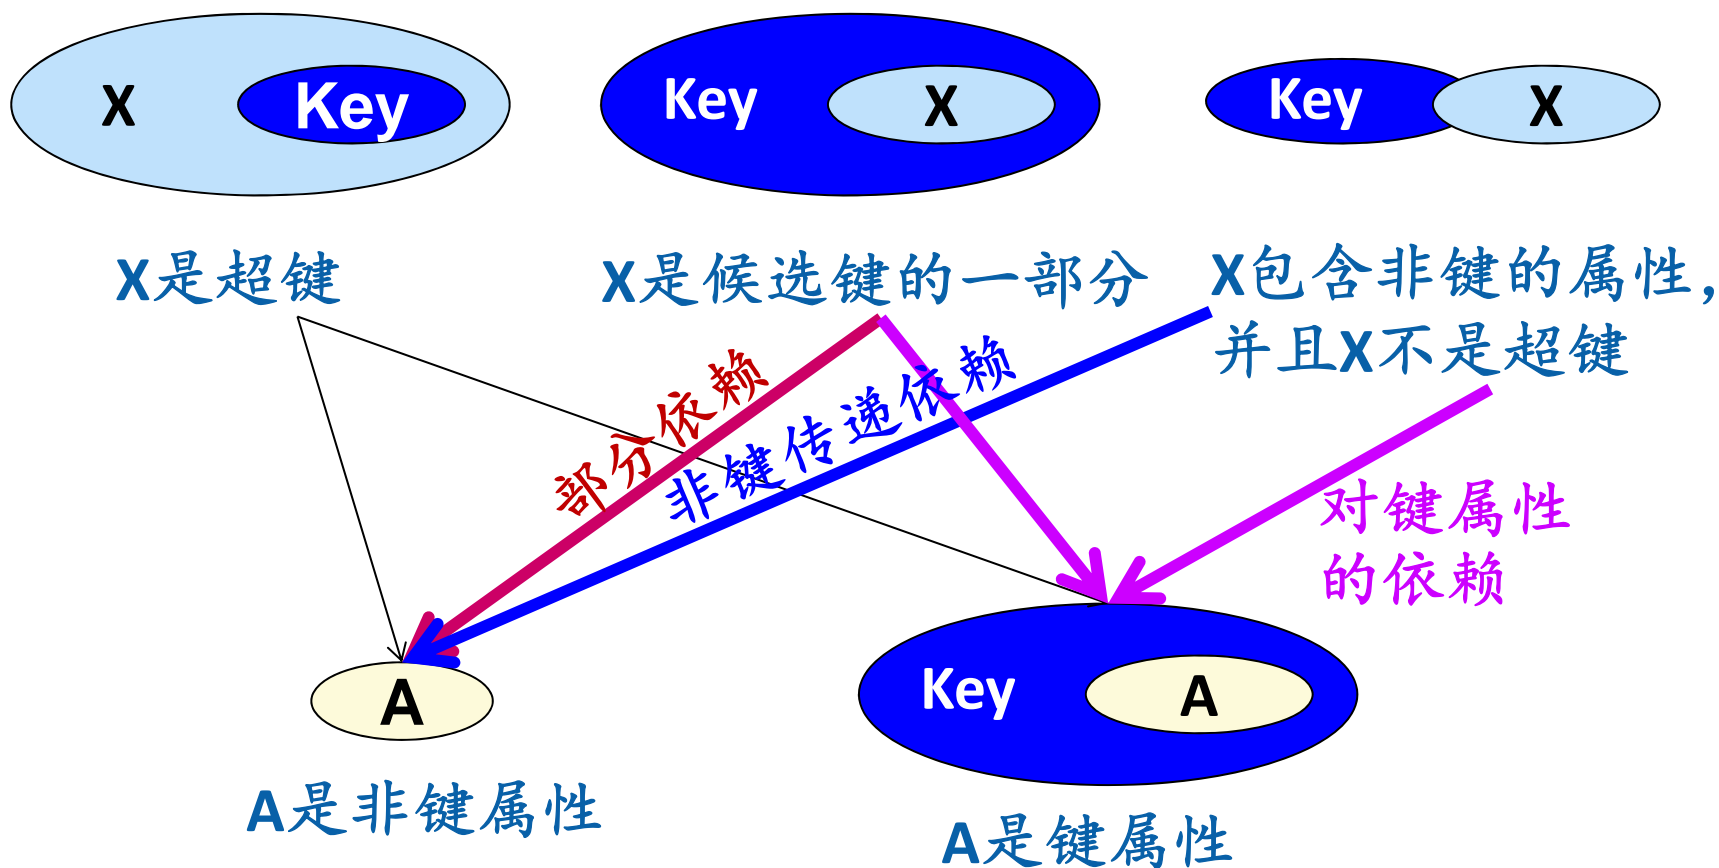 X
Key
Key
X
Key
X
X是超键
X是候选键的一部分
X包含非键的属性，
并且X不是超键
部分依赖
非键传递依赖
对键属性
的依赖
A
Key
A
A是非键属性
A是键属性